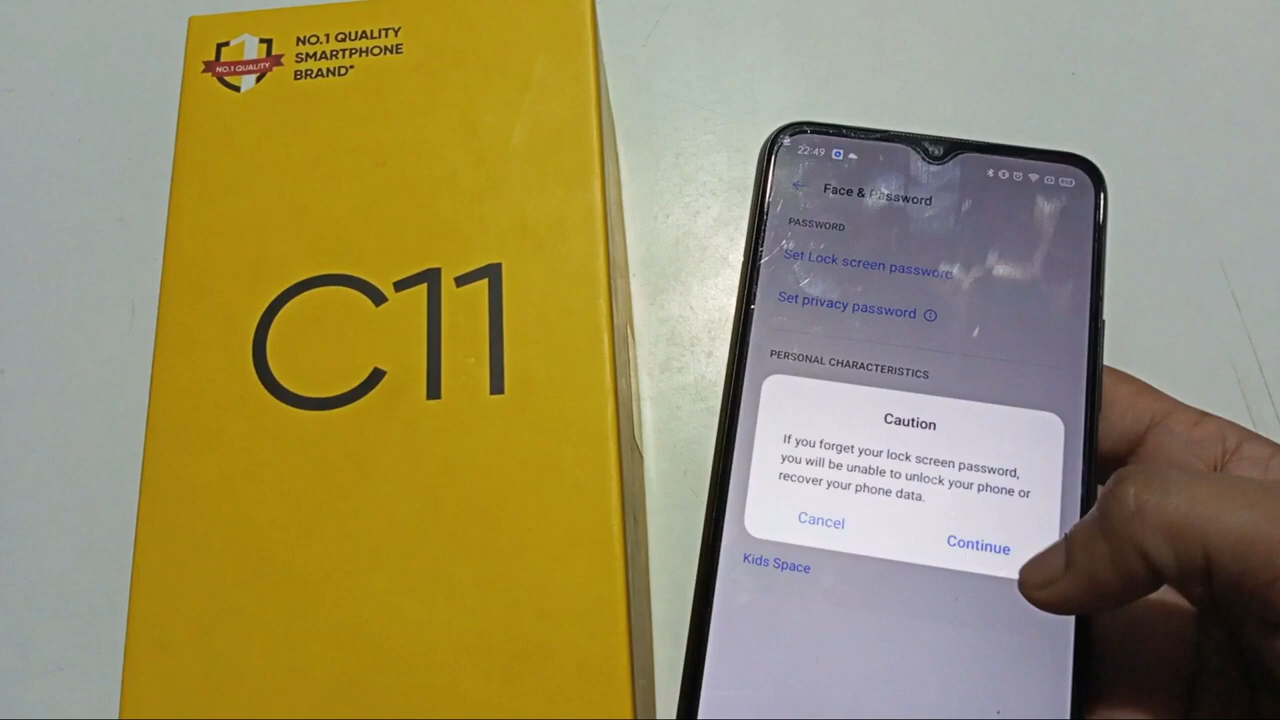 NO.1 QUALITY
NO.1 QUALITY
SMARTPHONE
BRAND*
C11
22:49
Face & Password
PASSWORD
Set Lock screen password
Set privacy password
PERSONAL CHARACTERISTICS
Caution
If you forget your lock screen password,
you will be unable to unlock your phone or
recover your phone data.
Cancel
Continue
Kids Space